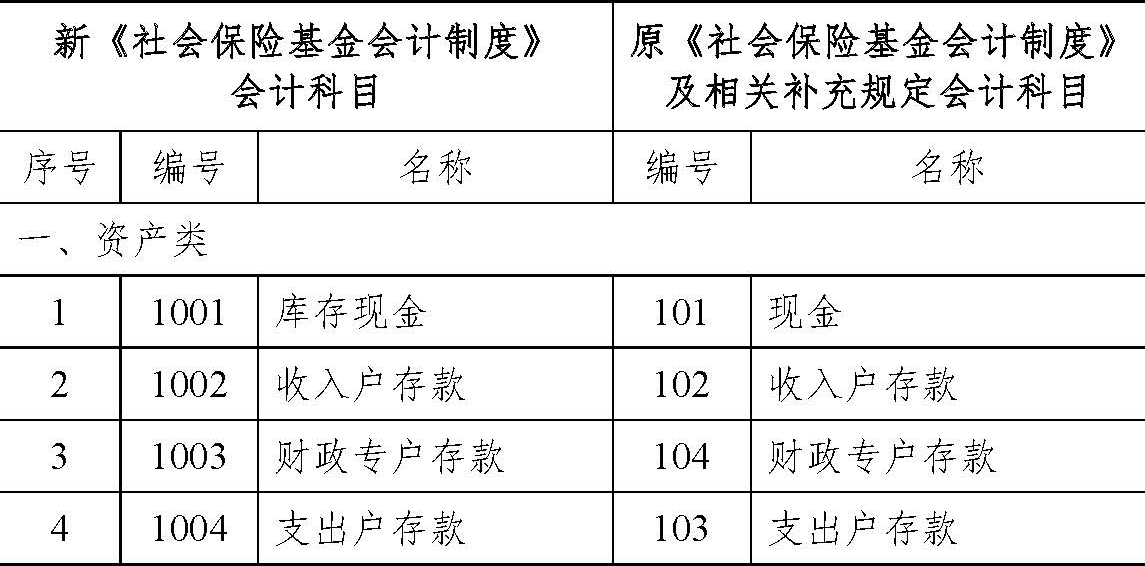 新《社会保险基金会计制度》
会计科目
原《社会保险基金会计制度》
及相关补充规定会计科目
序号 编号 名称 编号 名称
一、资产类
1 1001 库存现金 101 现金
2 1002 收入户存款 102 收入户存款
3 1003 财政专户存款 104 财政专户存款
4 1004 支出户存款 103 支出户存款